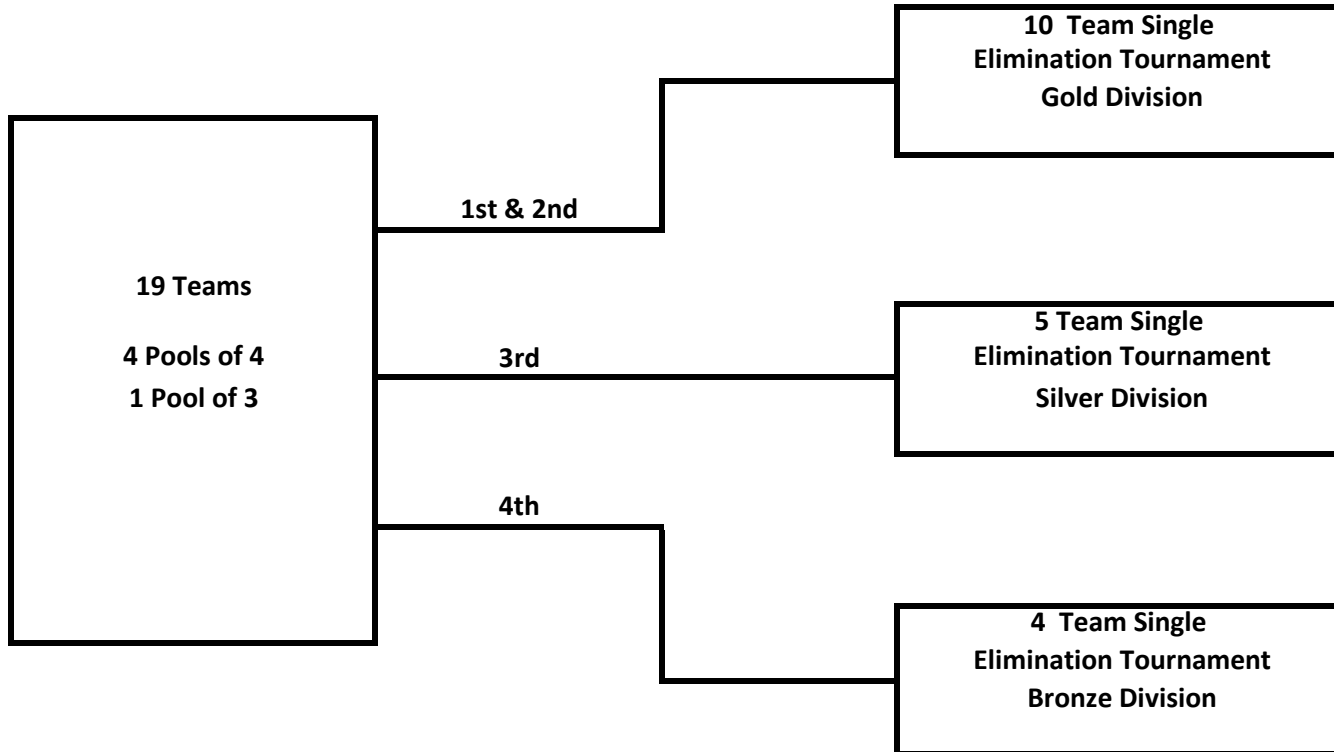 19 Teams
4 Pools of 4
1 Pool of 3
1st & 2nd
3rd
4th
10 Team Single
Elimination Tournament
Gold Division
5 Team Single
Elimination Tournament
Silver Division
4 Team Single
Elimination Tournament
Bronze Division